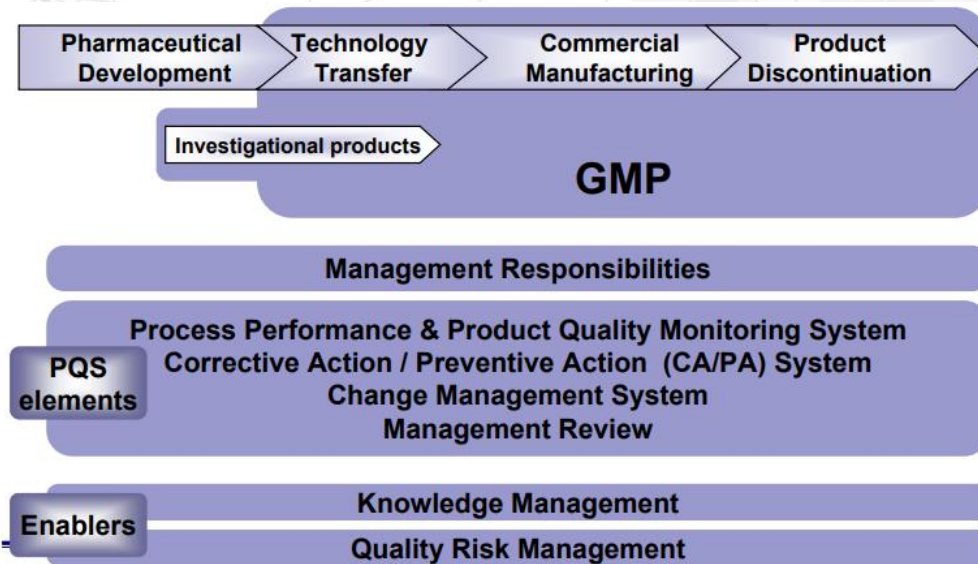 Pharmaceutical
Development
Technology
Transfer
Commercial
Manufacturing
Product
Discontinuation
Investigational products
GMP
Management Responsibilities
PQS
elements
Process Performance & Product Quality Monitoring System
Corrective Action / Preventive Action (CA/PA) System
Change Management System
Management Review
Enablers
Knowledge Management
Quality Risk Management